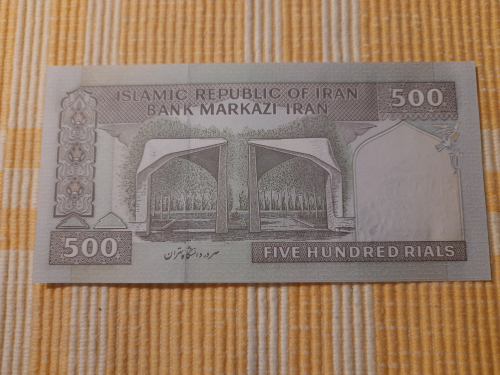 ISLAMIC REPUBLIC OF IRAN
BANK MARKAZI IRAN
500
500
سردر دانشگاه تهران
FIVE HUNDRED RIALS